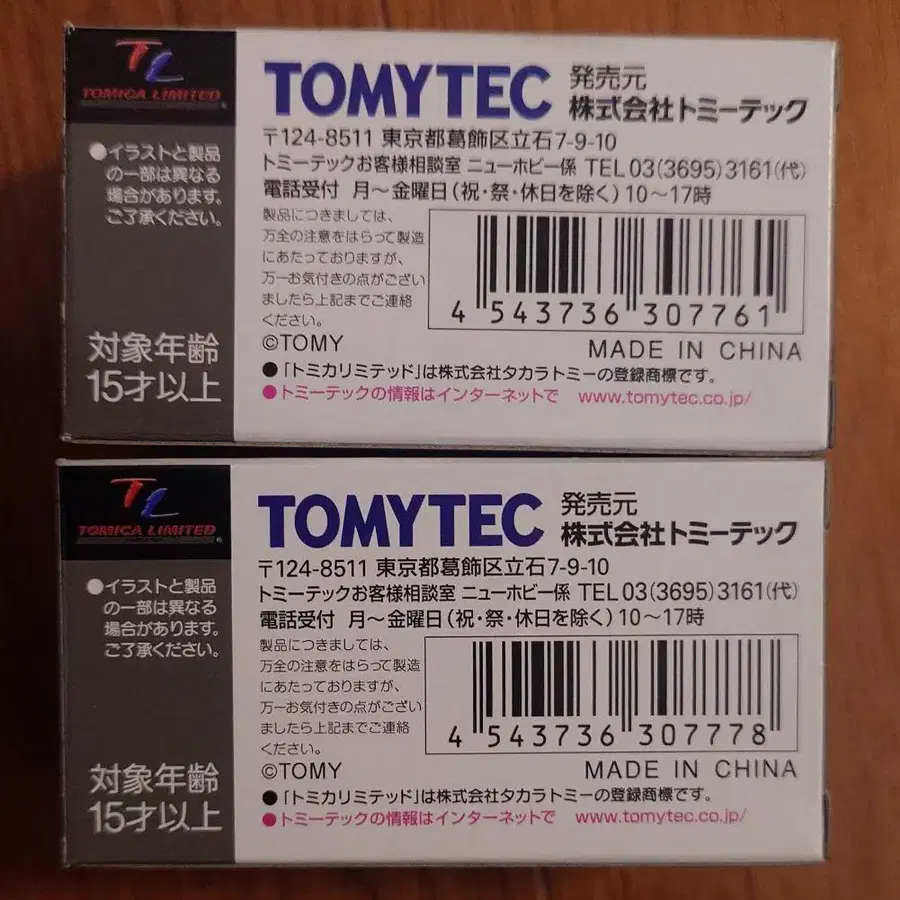 TL
TOMICA LIMITED®
●イラストと製品
の一部は異なる
場合があります。
ご了承ください。
対象年齢
15才以上
TOMYTEC
発売元
株式会社トミーテック
〒124-8511 東京都葛飾区立石7-9-10
トミーテックお客様相談室 ニューホビー係 TEL 03(3695)3161(代)
電話受付 月～金曜日(祝・祭・休日を除く)10～17時
製品につきましては、
万全の注意をはらって製造
にあたっておりますが、
万一お気付きの点がござい
ましたら上記までご連絡
ください。
4 543736 307761
©TOMY
MADE IN CHINA
●「トミカリミテッド」は株式会社タカラトミーの登録商標です。
●トミーテックの情報はインターネットで www.tomytec.co.jp/
TL
TOMICA LIMITED®
●イラストと製品
の一部は異なる
場合があります。
ご了承ください。
対象年齢
15才以上
TOMYTEC
発売元
株式会社トミーテック
〒124-8511 東京都葛飾区立石7-9-10
トミーテックお客様相談室 ニューホビー係 TEL 03(3695)3161(代)
電話受付 月～金曜日(祝・祭・休日を除く)10～17時
製品につきましては、
万全の注意をはらって製造
にあたっておりますが、
万一お気付きの点がござい
ましたら上記までご連絡
ください。
4 543736 307778
©TOMY
MADE IN CHINA
●「トミカリミテッド」は株式会社タカラトミーの登録商標です。
●トミーテックの情報はインターネットで www.tomytec.co.jp/